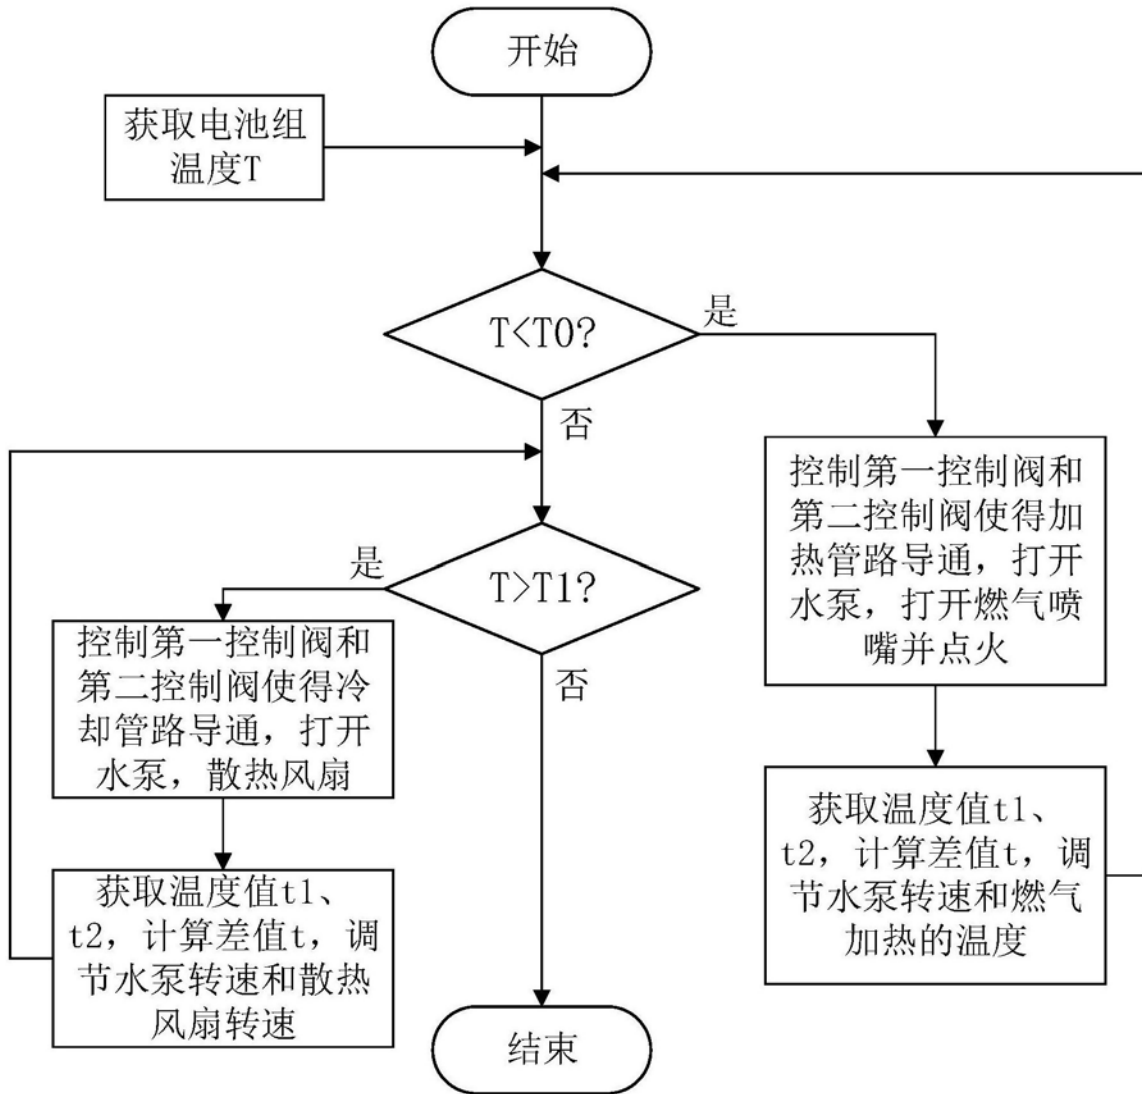 开始
获取电池组
温度T
T<T0?
是
否
控制第一控制阀和
第二控制阀使得加
热管路导通，打开
水泵，打开燃气喷
嘴并点火
T>T1?
是
否
控制第一控制阀和
第二控制阀使得冷
却管路导通，打开
水泵，散热风扇
获取温度值t1、
t2，计算差值t，调
节水泵转速和燃气
加热的温度
获取温度值t1、
t2，计算差值t，调
节水泵转速和散热
风扇转速
结束